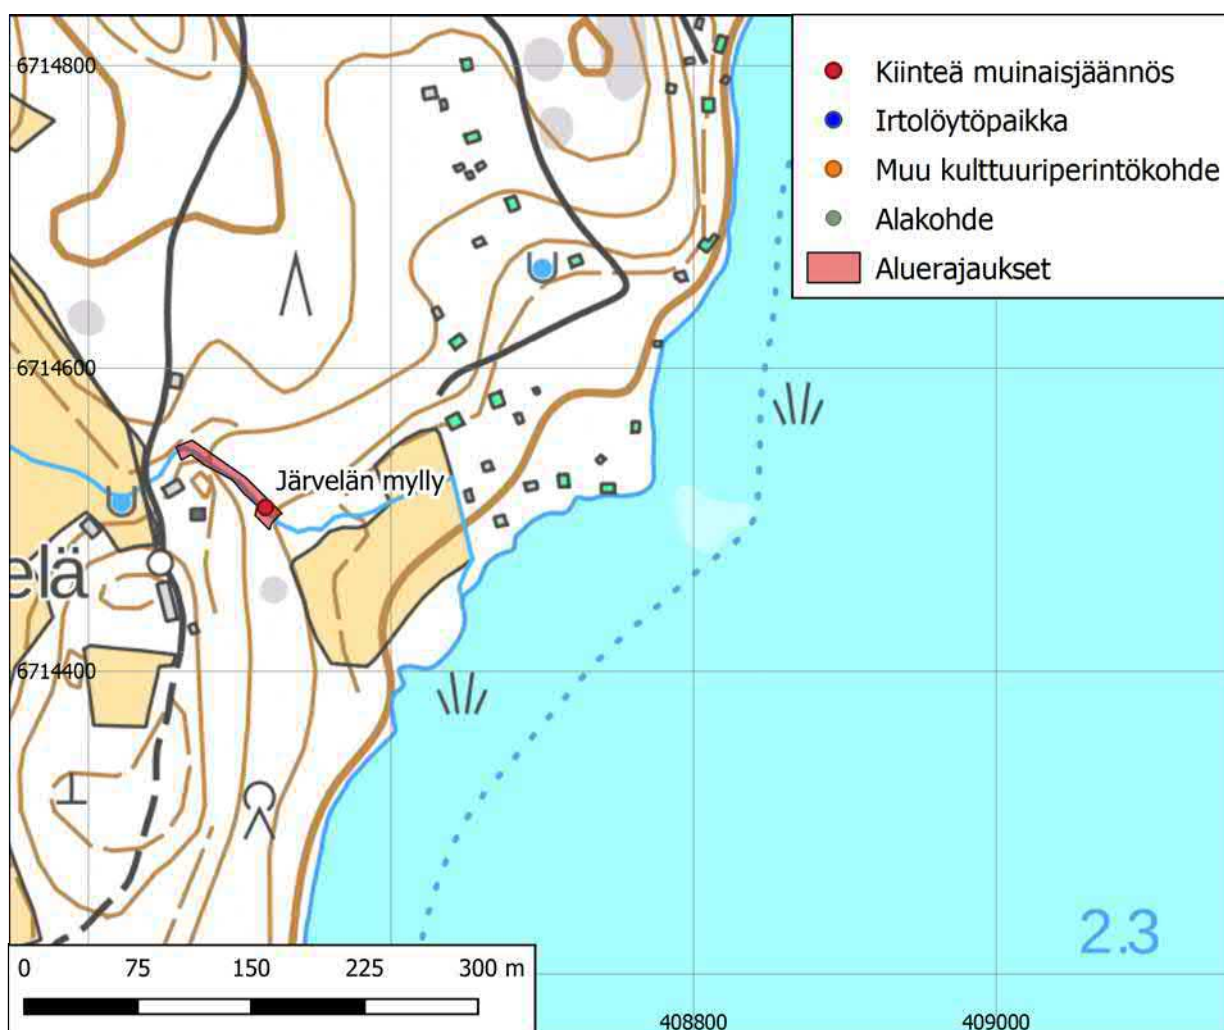 6714800
Kiinteä muinaisjäännös
Irtolöytöpaikka
Muu kulttuuriperintökohde
Alakohde
Aluerajaukset
6714600
Järvelän mylly
elä
6714400
2.3
0 75 150 225 300 m
408800 409000